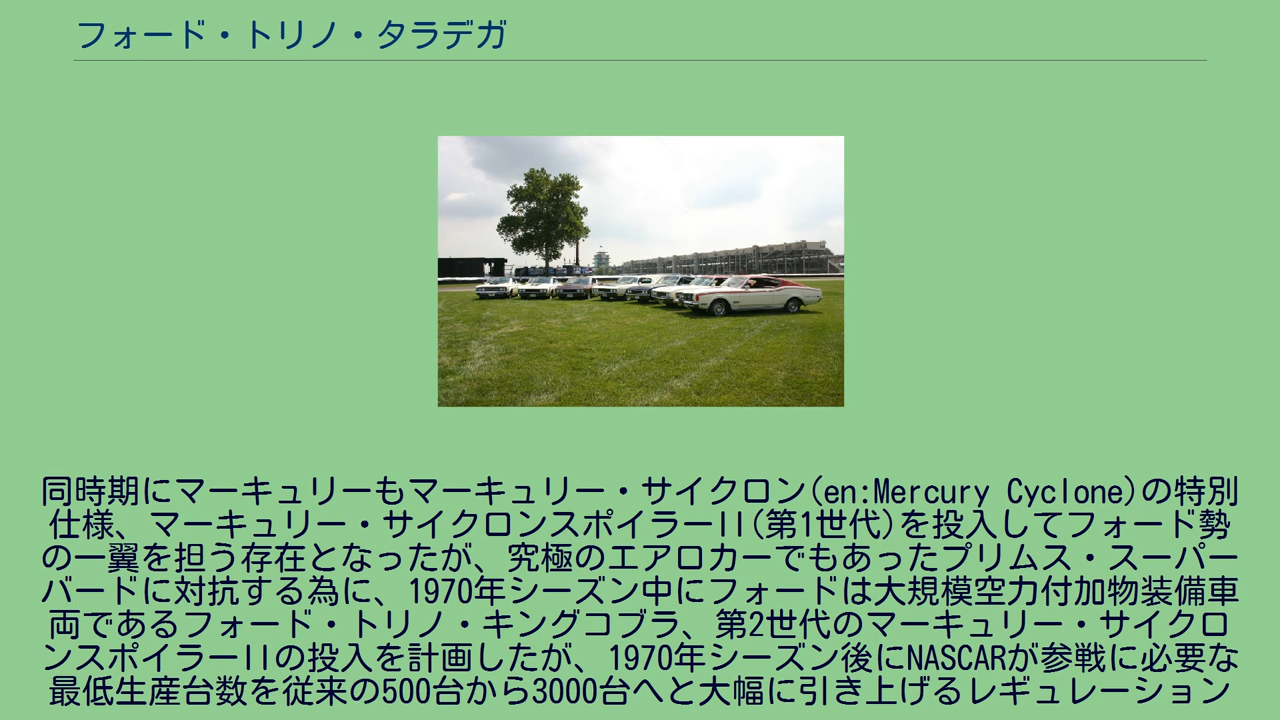 フォード・トリノ・タラデガ
同時期にマーキュリーもマーキュリー・サイクロン(en:Mercury Cyclone)の特別
仕様、マーキュリー・サイクロンスポイラーII(第1世代)を投入してフォード勢
の一翼を担う存在となったが、究極のエアロカーでもあったプリムス・スーパー
バードに対抗する為に、1970年シーズン中にフォードは大規模空力付加物装備車
両であるフォード・トリノ・キングコブラ、第2世代のマーキュリー・サイクロ
ンスポイラーIIの投入を計画したが、1970年シーズン後にNASCARが参戦に必要な
最低生産台数を従来の500台から3000台へと大幅に引き上げるレギュレーション